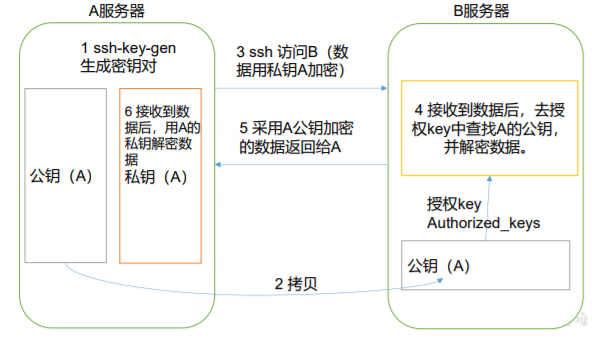 A服务器
B服务器
1 ssh-key-gen
生成密钥对
3 ssh 访问B（数
据用私钥A加密）
6 接收到数
据后，用A的
私钥解密数
据
私钥（A）
公钥（A）
4 接收到数据后，去授
权key中查找A的公钥，
并解密数据。
5 采用A公钥加密
的数据返回给A
授权key
Authorized_keys
公钥（A）
2 拷贝